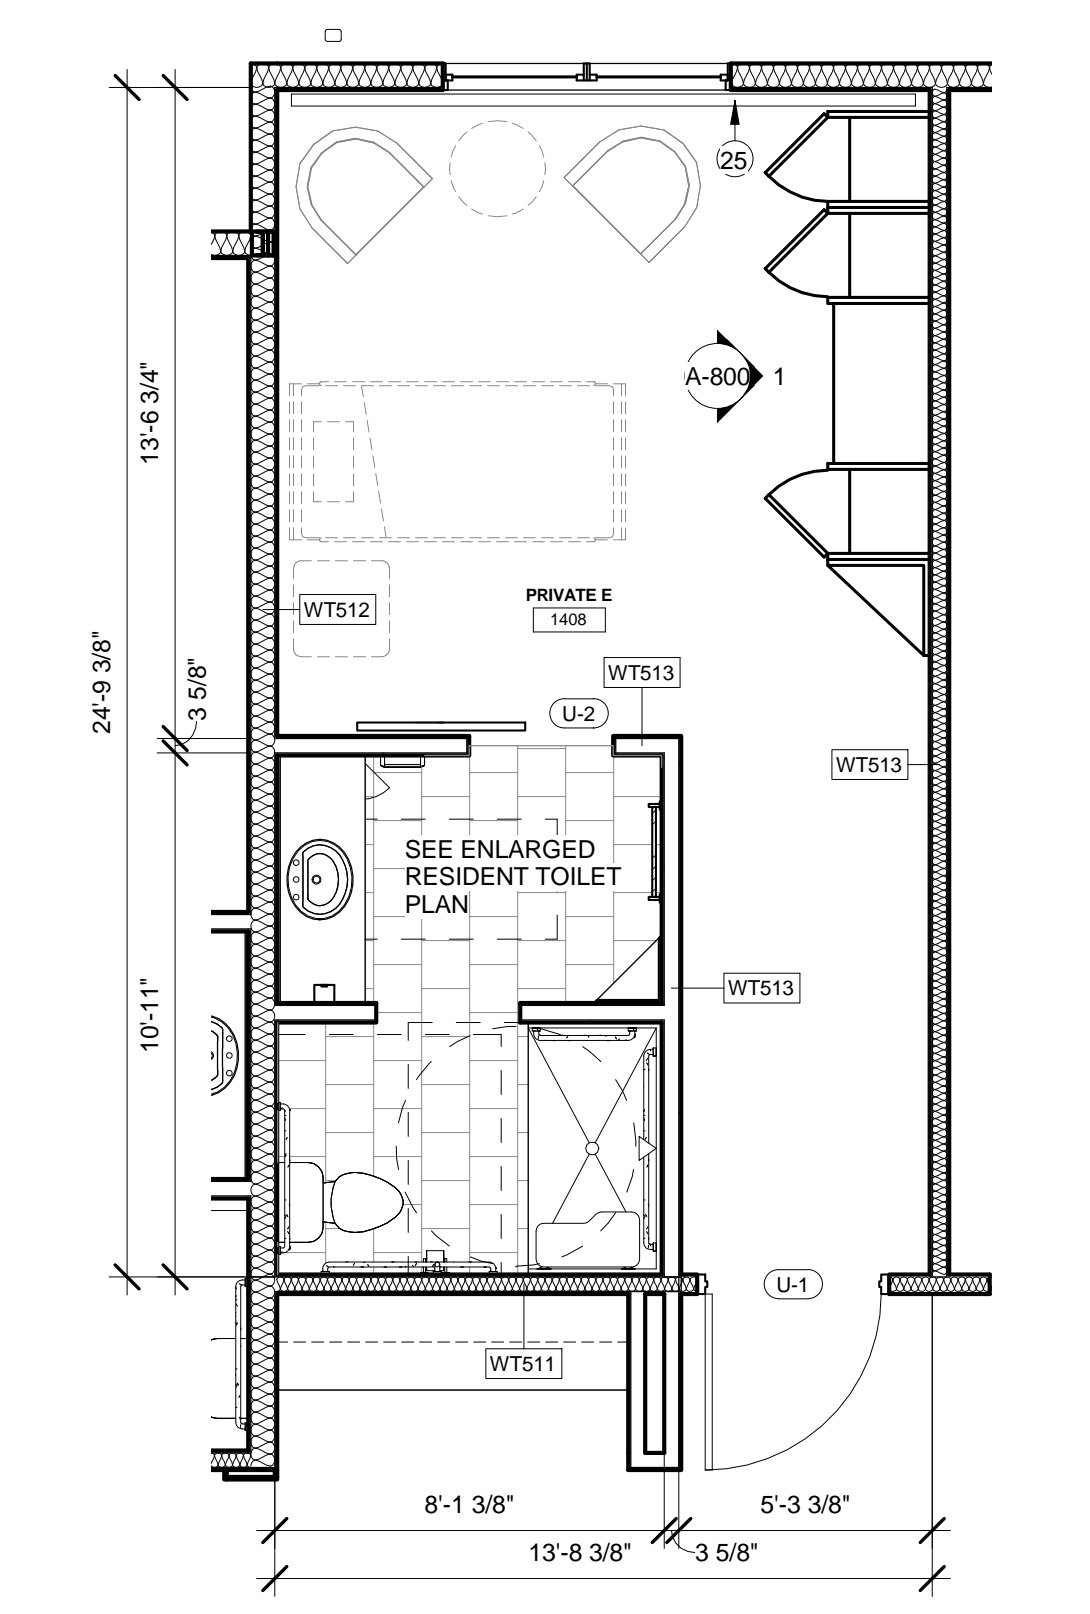 25
A-800 1
13'-6 3/4"
PRIVATE E
1408
WT512
24'-9 3/8"
3 5/8"
WT513
U-2
WT513
SEE ENLARGED
RESIDENT TOILET
PLAN
WT513
10'-11"
U-1
WT511
8'-1 3/8"
5'-3 3/8"
13'-8 3/8"
3 5/8"